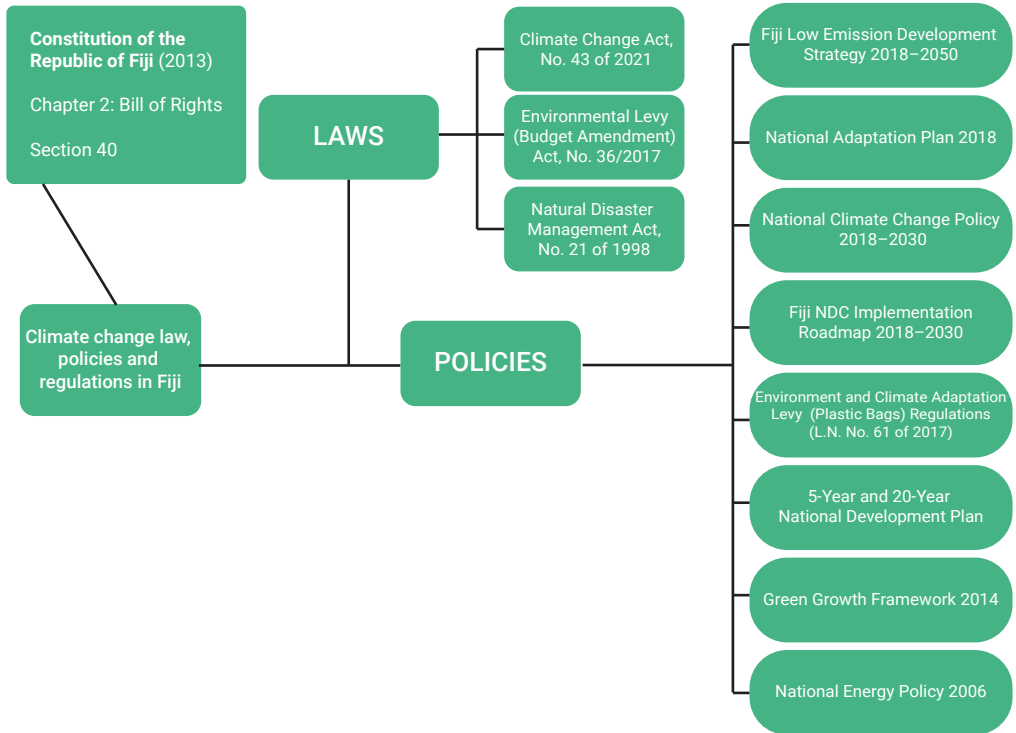 Constitution of the
Republic of Fiji (2013)
Chapter 2: Bill of Rights
Section 40
Climate change law,
policies and
regulations in Fiji
LAWS
Climate Change Act,
No. 43 of 2021
Environmental Levy
(Budget Amendment)
Act, No. 36/2017
Natural Disaster
Management Act,
No. 21 of 1998
POLICIES
Fiji Low Emission Development
Strategy 2018–2050
National Adaptation Plan 2018
National Climate Change Policy
2018–2030
Fiji NDC Implementation
Roadmap 2018–2030
Environment and Climate Adaptation
Levy (Plastic Bags) Regulations
(L.N. No. 61 of 2017)
5-Year and 20-Year
National Development Plan
Green Growth Framework 2014
National Energy Policy 2006